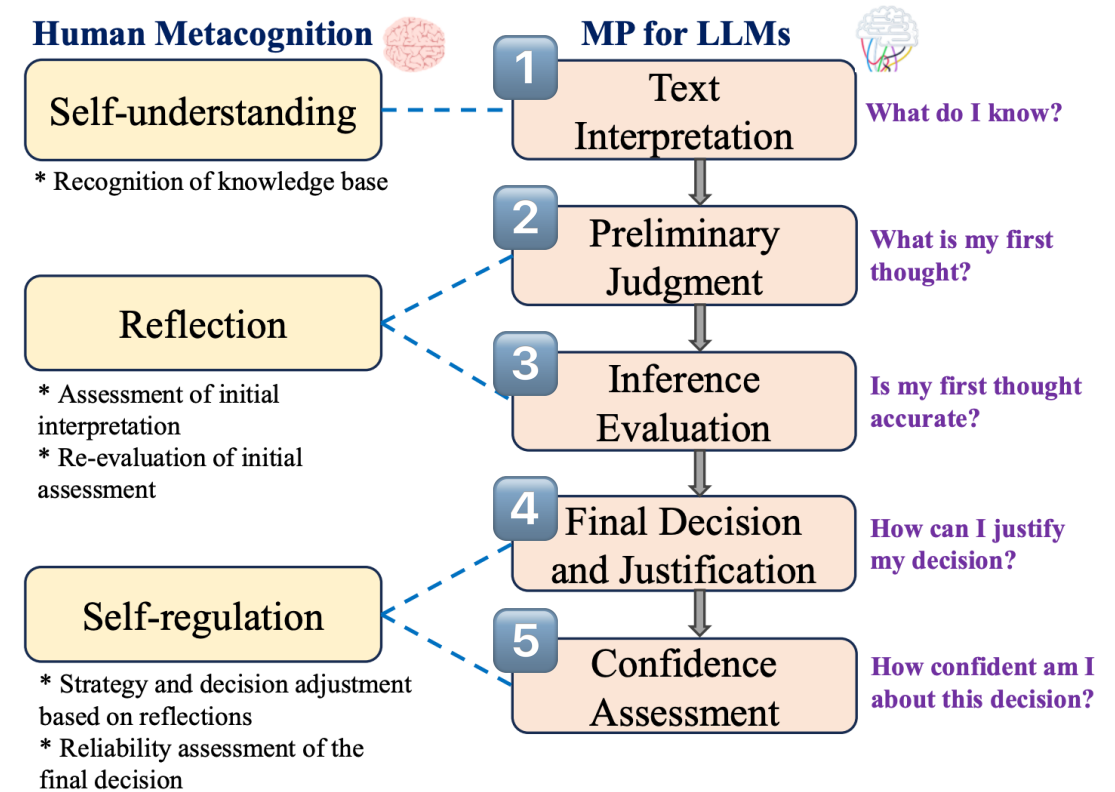 Human Metacognition
Self-understanding
* Recognition of knowledge base
Reflection
* Assessment of initial
interpretation
* Re-evaluation of initial
assessment
Self-regulation
* Strategy and decision adjustment
based on reflections
* Reliability assessment of the
final decision
MP for LLMs
1
Text
Interpretation
What do I know?
2
Preliminary
Judgment
What is my first
thought?
3
Inference
Evaluation
Is my first thought
accurate?
4
Final Decision
and Justification
How can I justify
my decision?
5
Confidence
Assessment
How confident am I
about this decision?